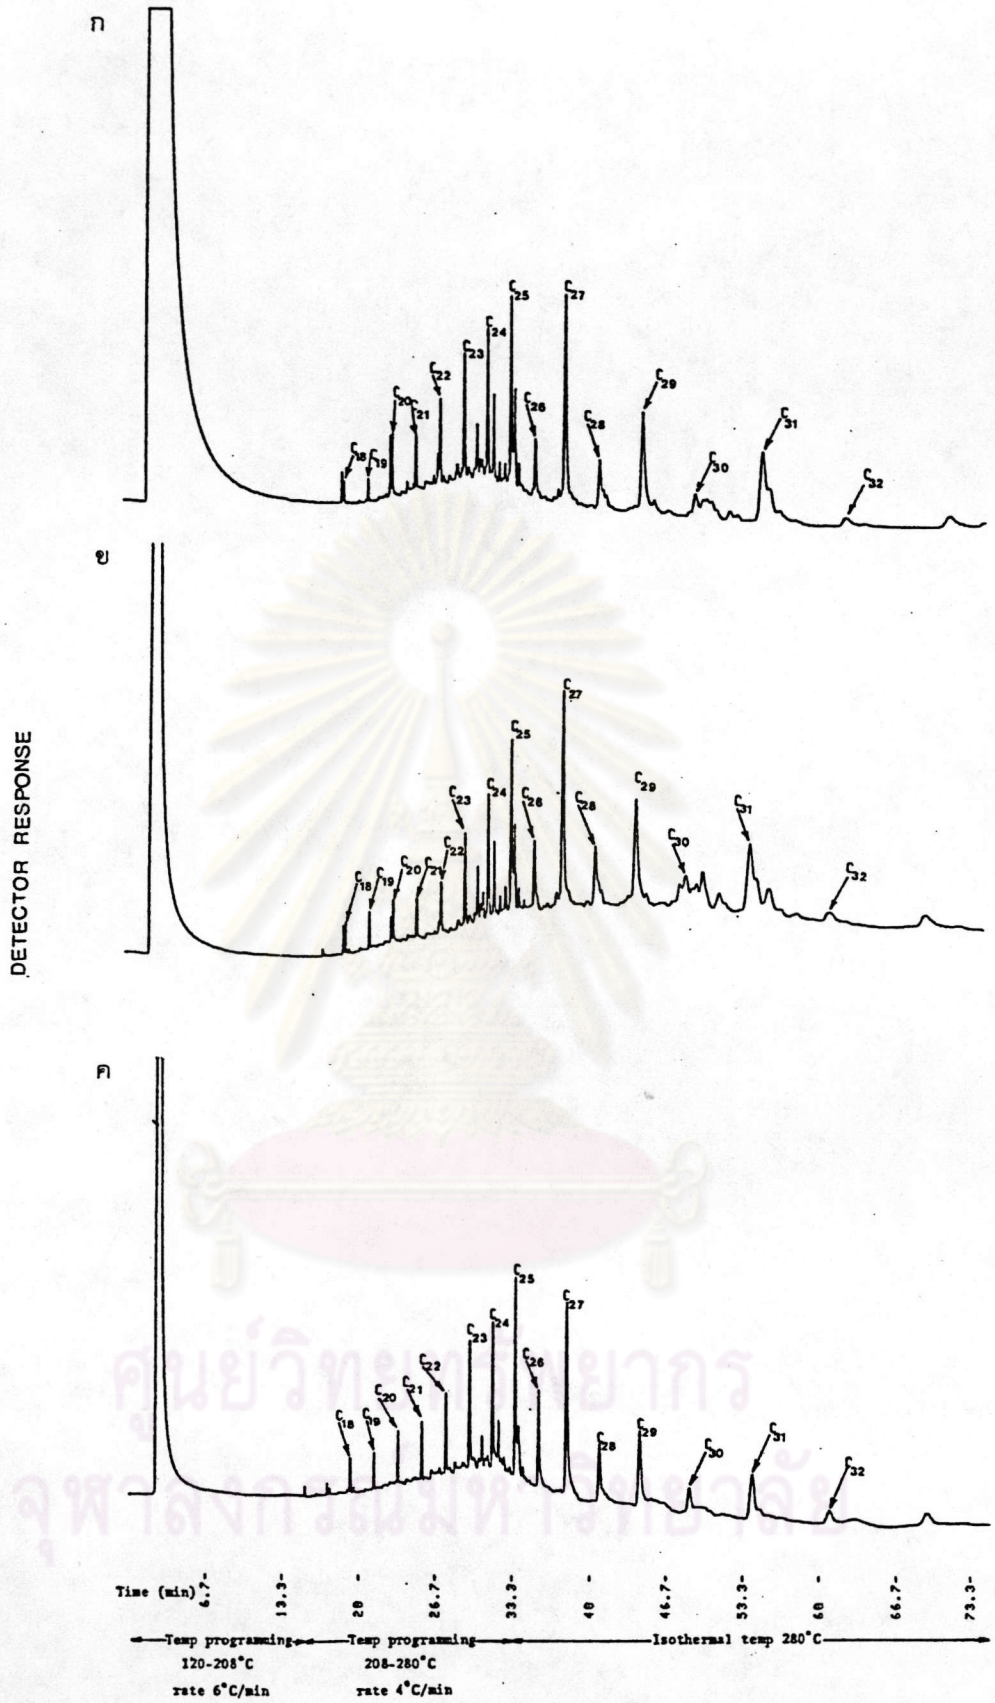 ก
C25
C27
C24
C23
C22
C29
C20
C21
C26
C28
C31
C18
C19
C30
C32
ข
C27
C25
C29
C24
C23
C26
C28
C31
C22
C20
C21
C30
C19
C18
C32
DETECTOR RESPONSE
ค
C25
C27
C24
C23
C22
C26
C21
C20
C18
C19
C28
C29
C30
C31
C32
ศูนย์วิทยทรัพยากร
จุฬาลงกรณ์มหาวิทยาลัย
Time (min) 6.7- 13.3- 20 - 26.7- 33.3- 40 - 46.7- 53.3- 60 - 66.7- 73.3-
Temp programming Temp programming Isothermal temp 280°C
120-208°C 208-280°C
rate 6°C/min rate 4°C/min